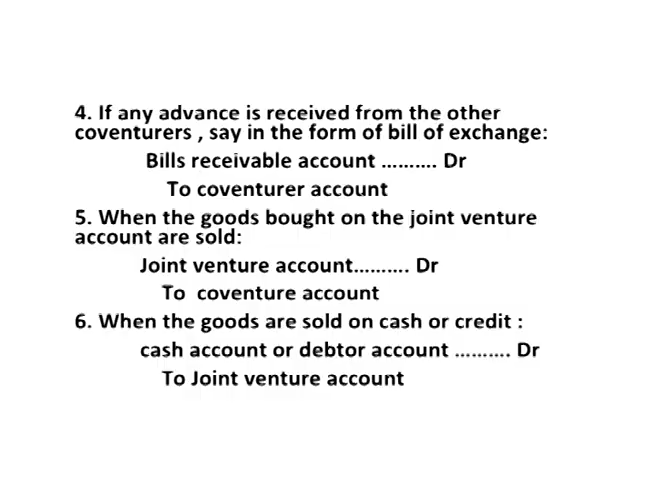 4. If any advance is received from the other
coventurers , say in the form of bill of exchange:
Bills receivable account .......... Dr
To coventurer account
5. When the goods bought on the joint venture
account are sold:
Joint venture account.......... Dr
To coventure account
6. When the goods are sold on cash or credit :
cash account or debtor account .......... Dr
To Joint venture account